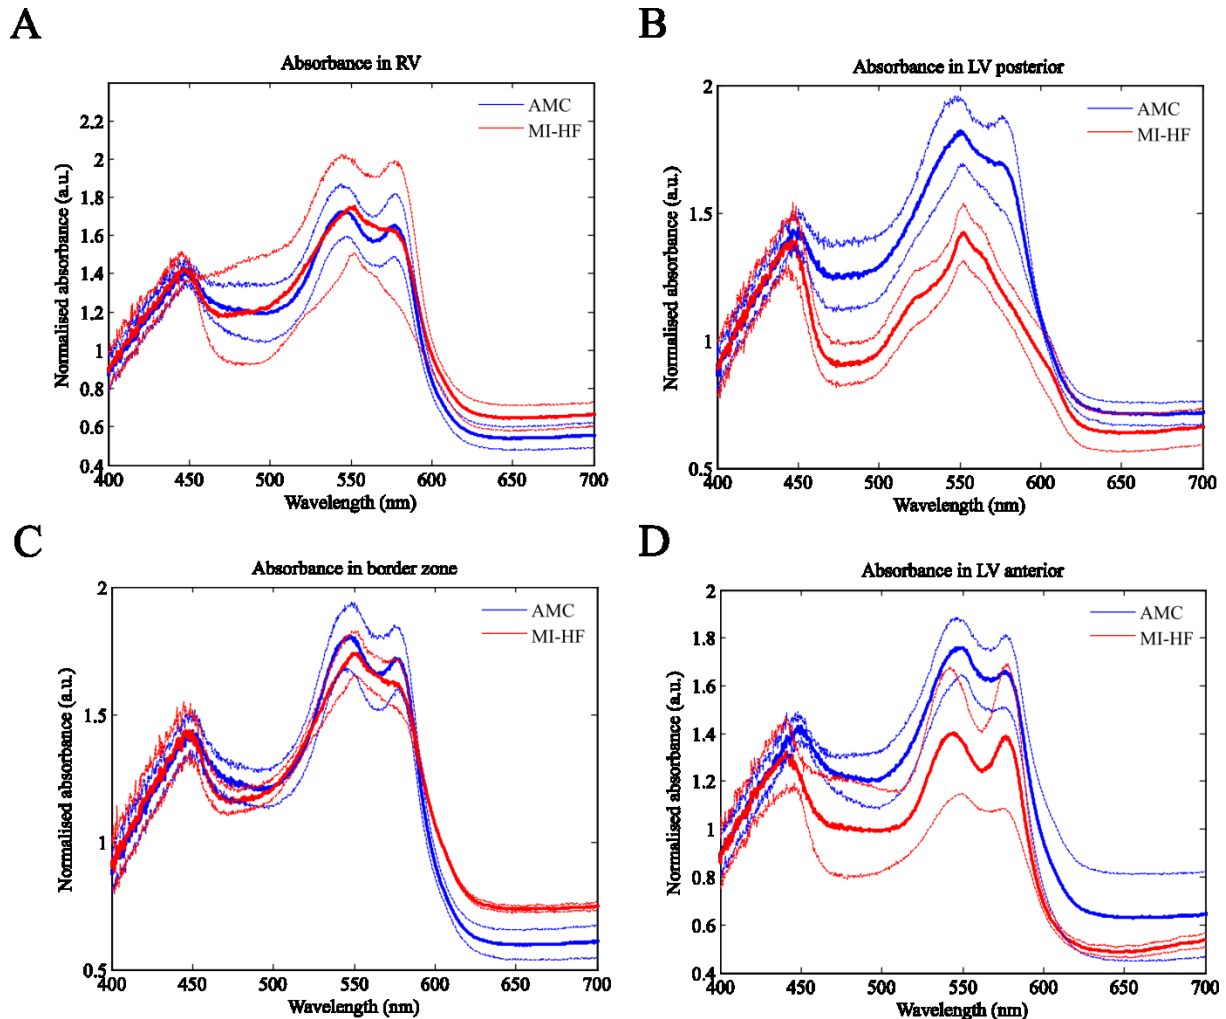 A
Absorbance in RV
AMC
MI-HF
2.2
2
1.8
1.6
1.4
1.2
1
0.8
0.6
0.4
Normalised absorbance (a.u.)
400 450 500 550 600 650 700
Wavelength (nm)
B
Absorbance in LV posterior
AMC
MI-HF
2
1.5
1
0.5
Normalised absorbance (a.u.)
400 450 500 550 600 650 700
Wavelength (nm)
C
Absorbance in border zone
AMC
MI-HF
2
1.5
1
0.5
Normalised absorbance (a.u.)
400 450 500 550 600 650 700
Wavelength (nm)
D
Absorbance in LV anterior
AMC
MI-HF
2
1.8
1.6
1.4
1.2
1
0.8
0.6
0.4
Normalised absorbance (a.u.)
400 450 500 550 600 650 700
Wavelength (nm)